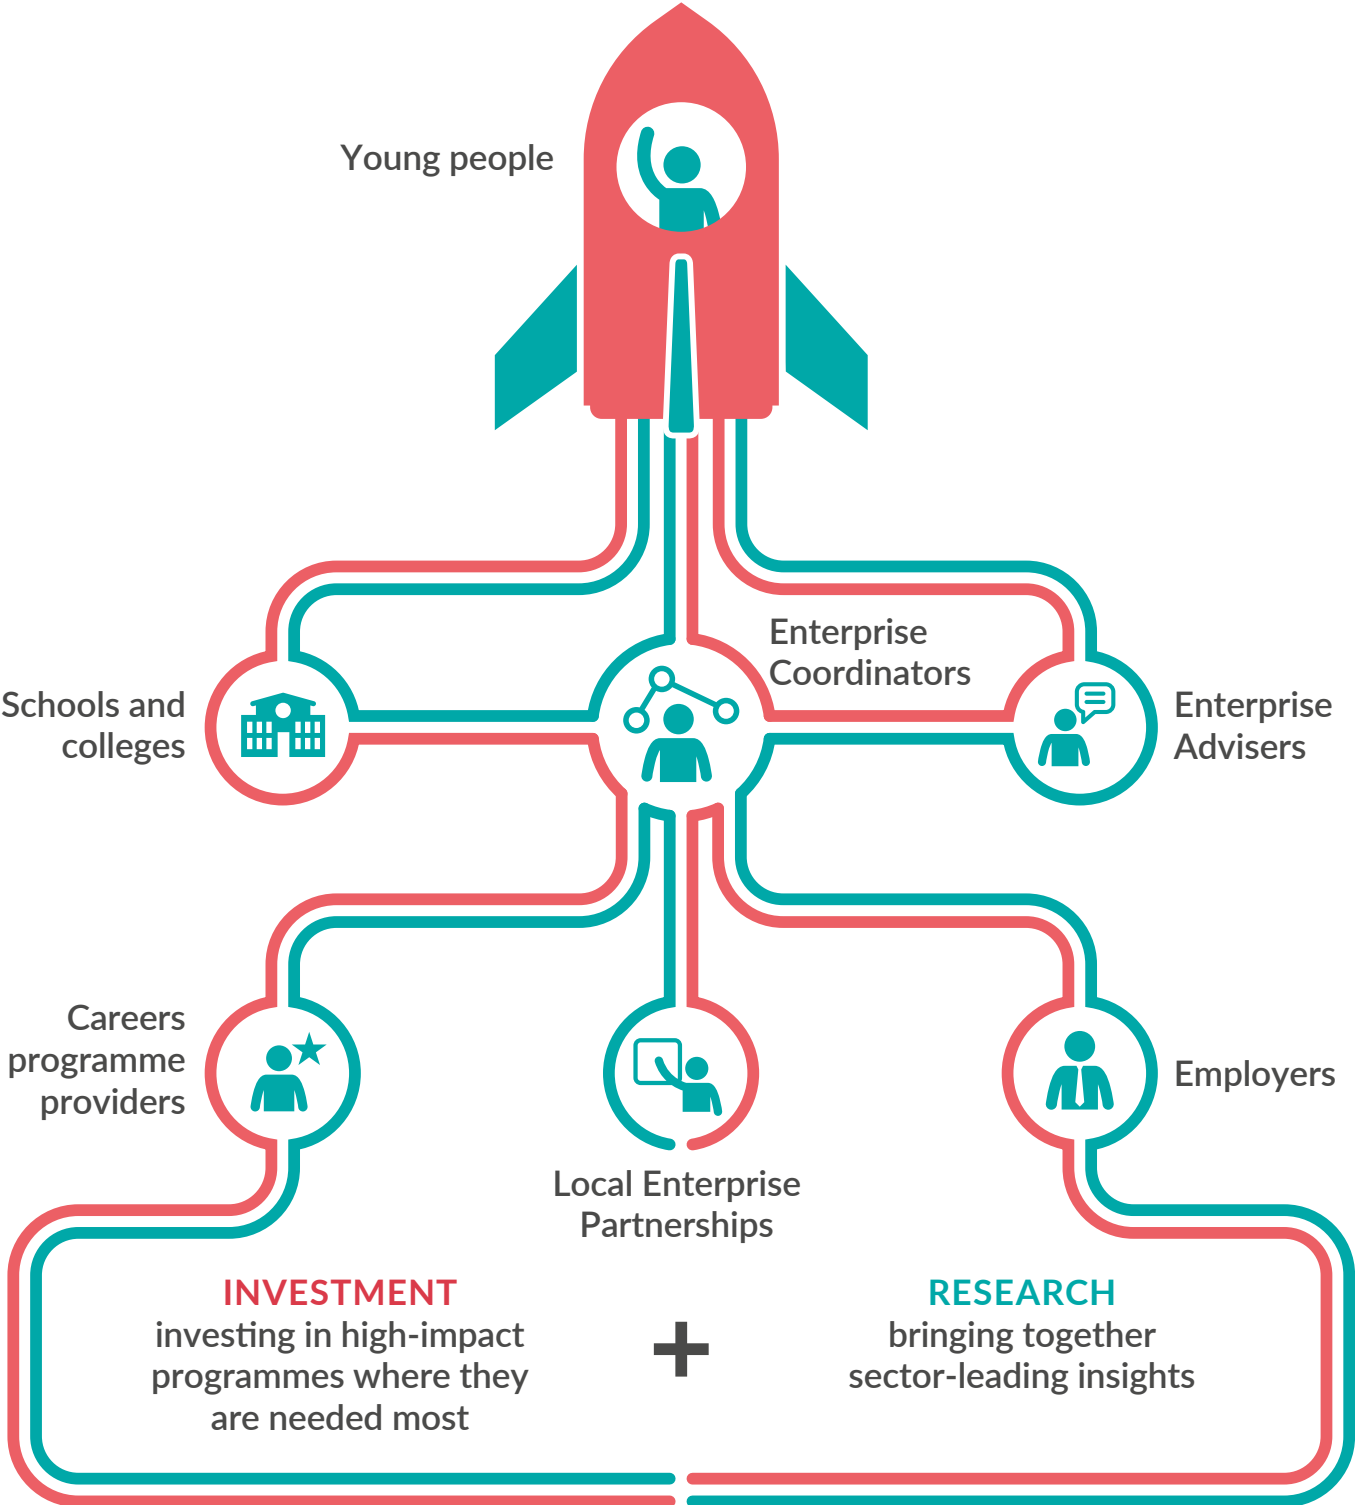 Young people
Enterprise
Coordinators
Schools and
colleges
Enterprise
Advisers
Careers
programme
providers
Employers
Local Enterprise
Partnerships
INVESTMENT
investing in high-impact
programmes where they
are needed most
+
RESEARCH
bringing together
sector-leading insights